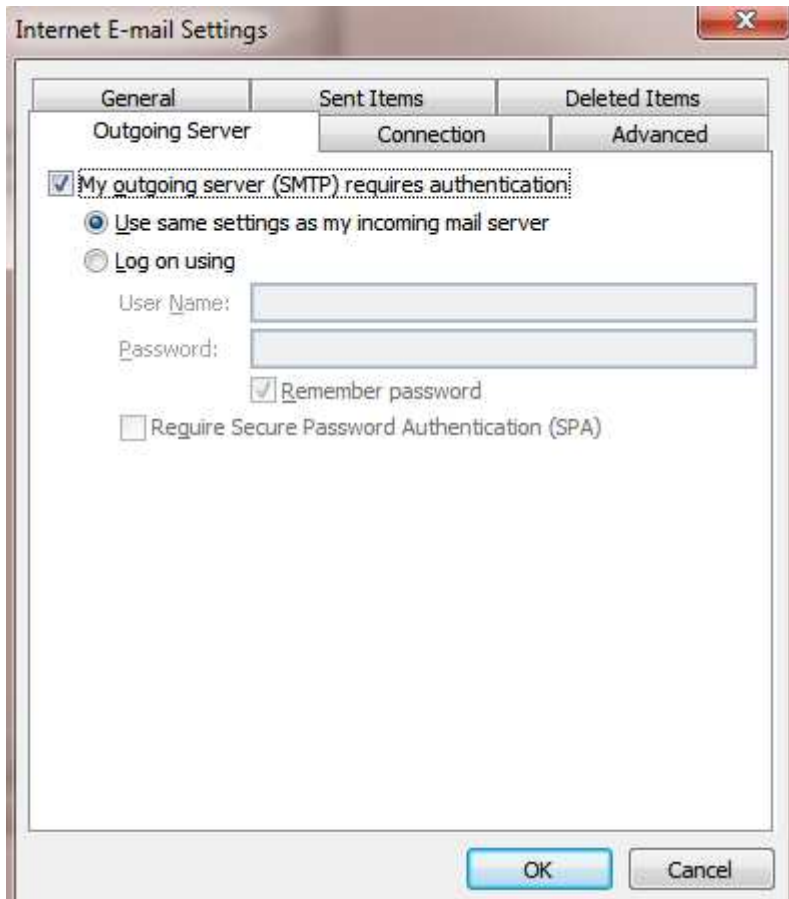 Internet E-mail Settings
General Sent Items Deleted Items
Outgoing Server Connection Advanced
My outgoing server (SMTP) requires authentication
Use same settings as my incoming mail server
Log on using
User Name:
Password:
Remember password
Require Secure Password Authentication (SPA)
OK Cancel